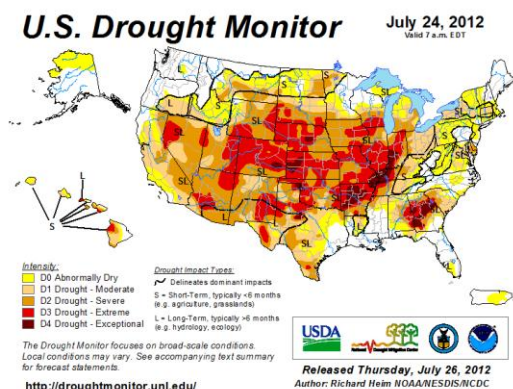 U.S. Drought Monitor
July 24, 2012
Valid 7 a.m. EDT
L
S
Intensity:
D0 Abnormally Dry
D1 Drought - Moderate
D2 Drought - Severe
D3 Drought - Extreme
D4 Drought - Exceptional
Drought Impact Types:
Delineates dominant impacts
S = Short-Term, typically <6 months
(e.g. agriculture, grasslands)
L = Long-Term, typically >6 months
(e.g. hydrology, ecology)
The Drought Monitor focuses on broad-scale conditions.
Local conditions may vary. See accompanying text summary
for forecast statements.
http://droughtmonitor.unl.edu/
USDA
National Drought Mitigation Center
Released Thursday, July 26, 2012
Author: Richard Heim NOAA/NESDIS/NCDC